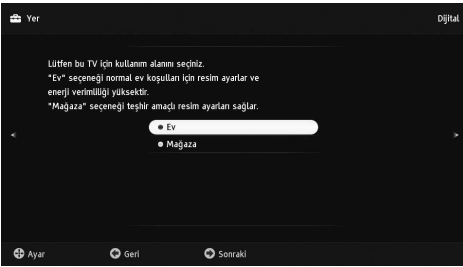 Yer
Dijital
Lütfen bu TV için kullanım alanını seçiniz.
"Ev" seçeneği normal ev koşulları için resim ayarlar ve
enerji verimliliği yüksektir.
"Mağaza" seçeneği teşhir amaçlı resim ayarları sağlar.
Ev
Mağaza
Ayar
Geri
Sonraki